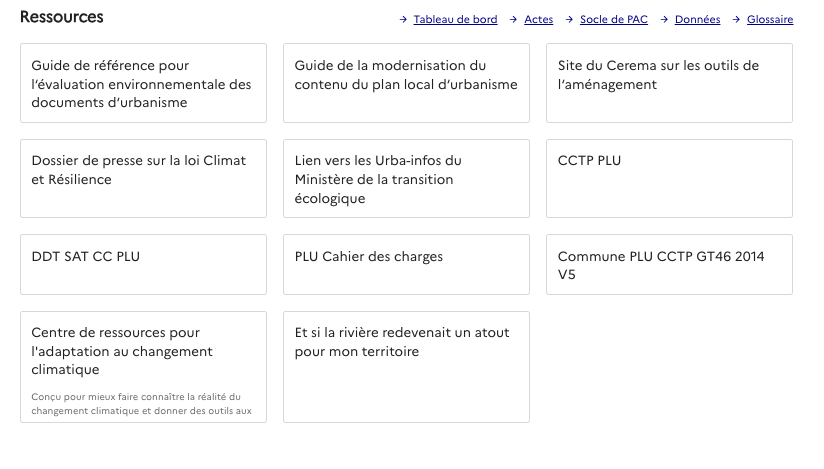 Ressources
→ Tableau de bord → Actes → Socle de PAC → Données → Glossaire
Guide de référence pour
l’évaluation environnementale des
documents d’urbanisme
Guide de la modernisation du
contenu du plan local d’urbanisme
Site du Cerema sur les outils de
l’aménagement
Dossier de presse sur la loi Climat
et Résilience
Lien vers les Urba-infos du
Ministère de la transition
écologique
CCTP PLU
DDT SAT CC PLU
PLU Cahier des charges
Commune PLU CCTP GT46 2014
V5
Centre de ressources pour
l'adaptation au changement
climatique
Conçu pour mieux faire connaître la réalité du
changement climatique et donner des outils aux
Et si la rivière redevenait un atout
pour mon territoire